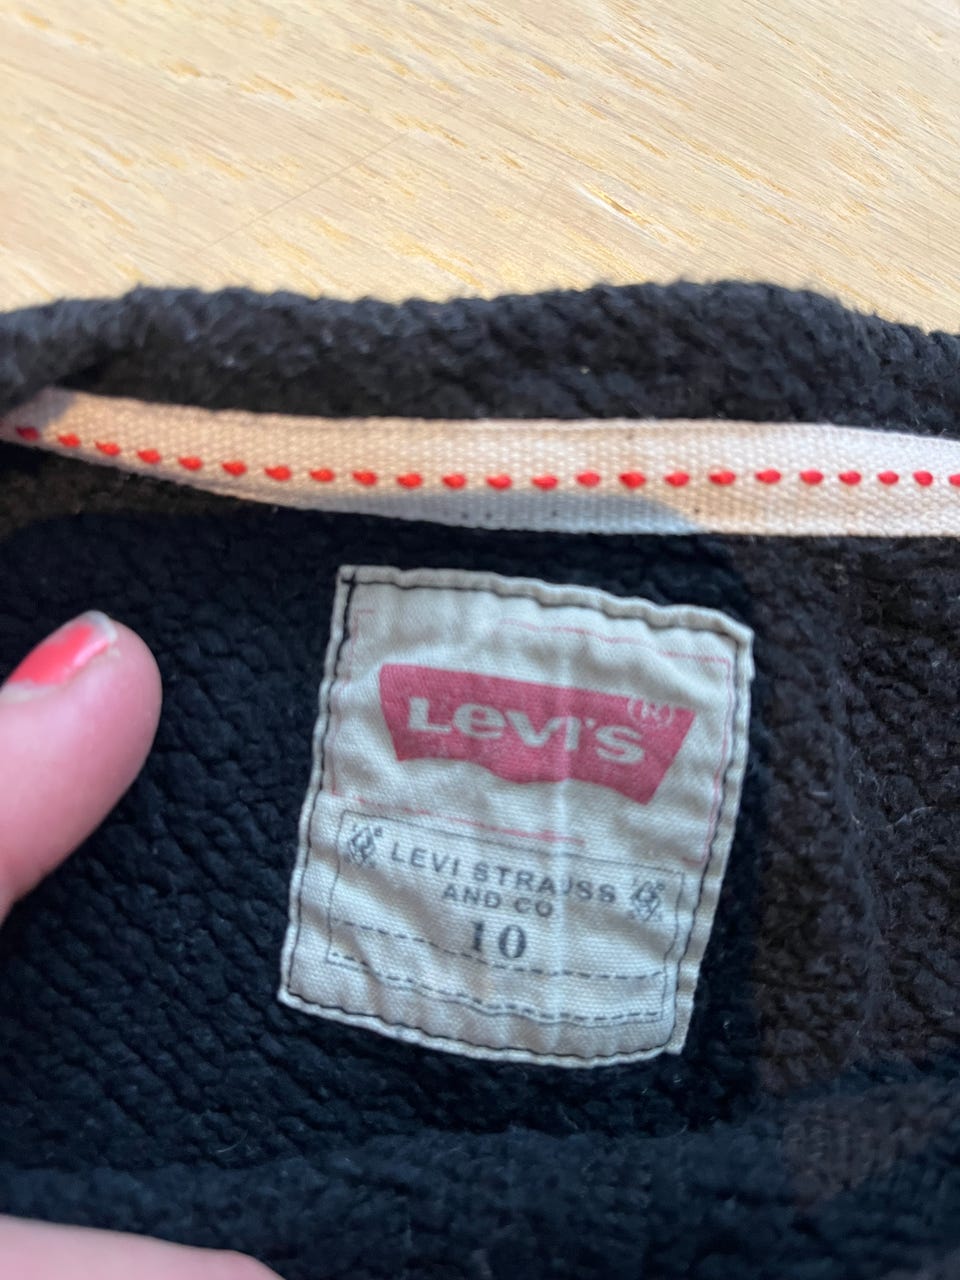 Levi's®
LEVI STRAUSS
AND CO
10